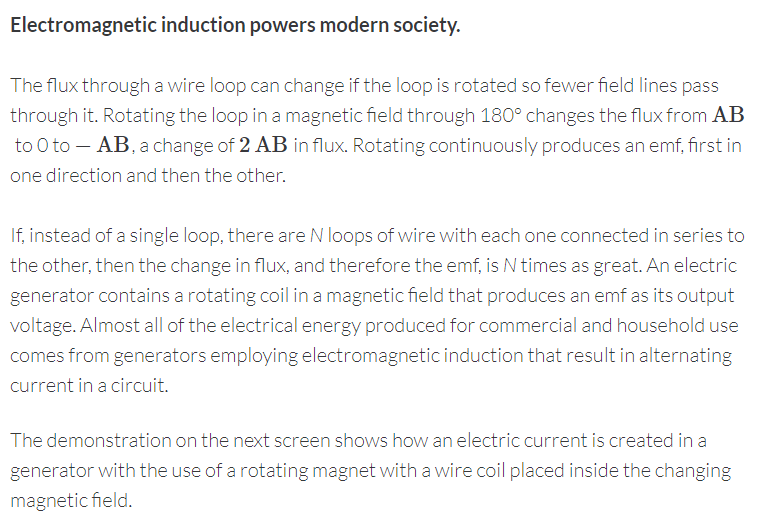 Electromagnetic induction powers modern society.
The flux through a wire loop can change if the loop is rotated so fewer field lines pass
through it. Rotating the loop in a magnetic field through 180° changes the flux from AB
to 0 to − AB, a change of 2 AB in flux. Rotating continuously produces an emf, first in
one direction and then the other.
If, instead of a single loop, there are N loops of wire with each one connected in series to
the other, then the change in flux, and therefore the emf, is N times as great. An electric
generator contains a rotating coil in a magnetic field that produces an emf as its output
voltage. Almost all of the electrical energy produced for commercial and household use
comes from generators employing electromagnetic induction that result in alternating
current in a circuit.
The demonstration on the next screen shows how an electric current is created in a
generator with the use of a rotating magnet with a wire coil placed inside the changing
magnetic field.